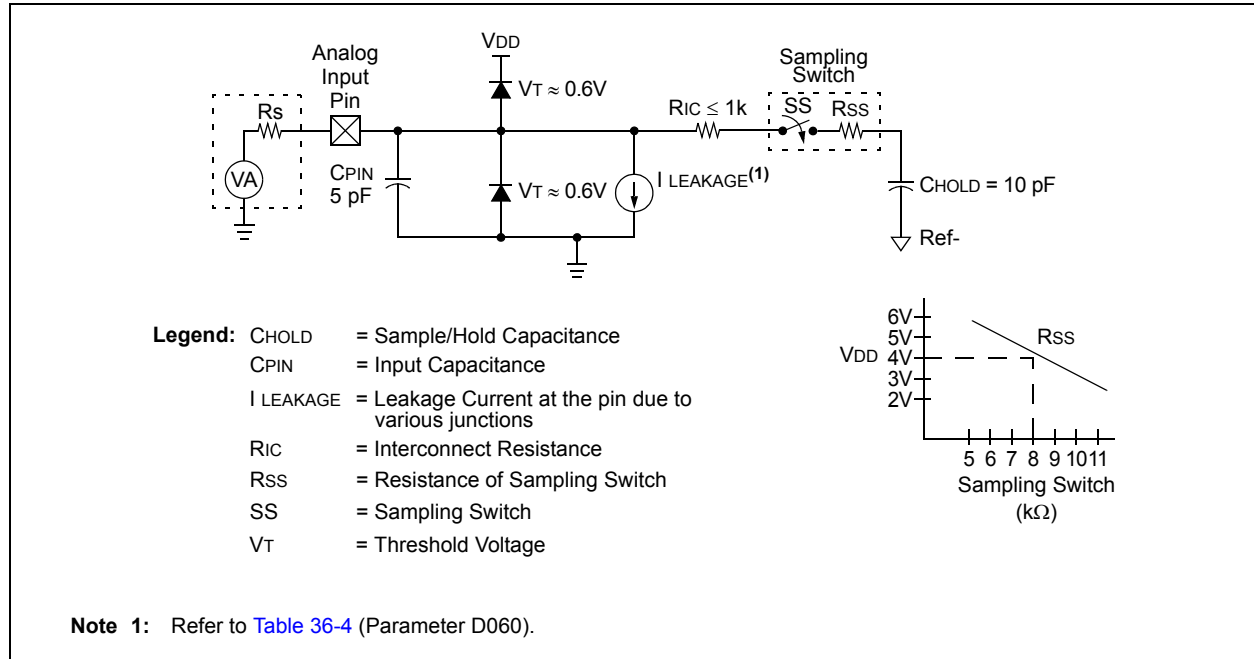 VDD
Analog
Input
Pin
Sampling
Switch
VT ≈ 0.6V
Rs
RIC ≤ 1k
SS
RSS
VA
CPIN
5 pF
VT ≈ 0.6V
I LEAKAGE(1)
CHOLD = 10 pF
Ref-
Legend: CHOLD = Sample/Hold Capacitance
CPIN = Input Capacitance
I LEAKAGE = Leakage Current at the pin due to
various junctions
RIC = Interconnect Resistance
RSS = Resistance of Sampling Switch
SS = Sampling Switch
VT = Threshold Voltage
6V
5V
VDD 4V
3V
2V
RSS
5 6 7 8 9 10 11
Sampling Switch
(kΩ)
Note 1: Refer to Table 36-4 (Parameter D060).